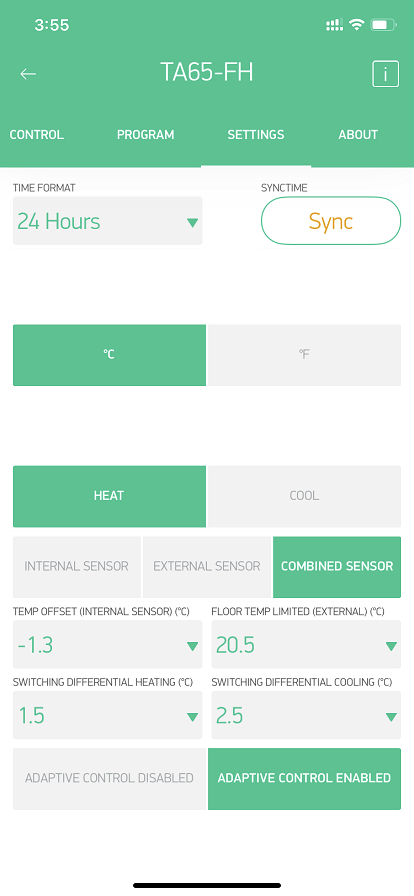 3:55
TA65-FH
i
CONTROL PROGRAM SETTINGS ABOUT
TIME FORMAT SYNCTIME
24 Hours Sync
°C °F
HEAT COOL
INTERNAL SENSOR EXTERNAL SENSOR COMBINED SENSOR
TEMP OFFSET (INTERNAL SENSOR) (°C) FLOOR TEMP LIMITED (EXTERNAL) (°C)
-1.3 20.5
SWITCHING DIFFERENTIAL HEATING (°C) SWITCHING DIFFERENTIAL COOLING (°C)
1.5 2.5
ADAPTIVE CONTROL DISABLED ADAPTIVE CONTROL ENABLED